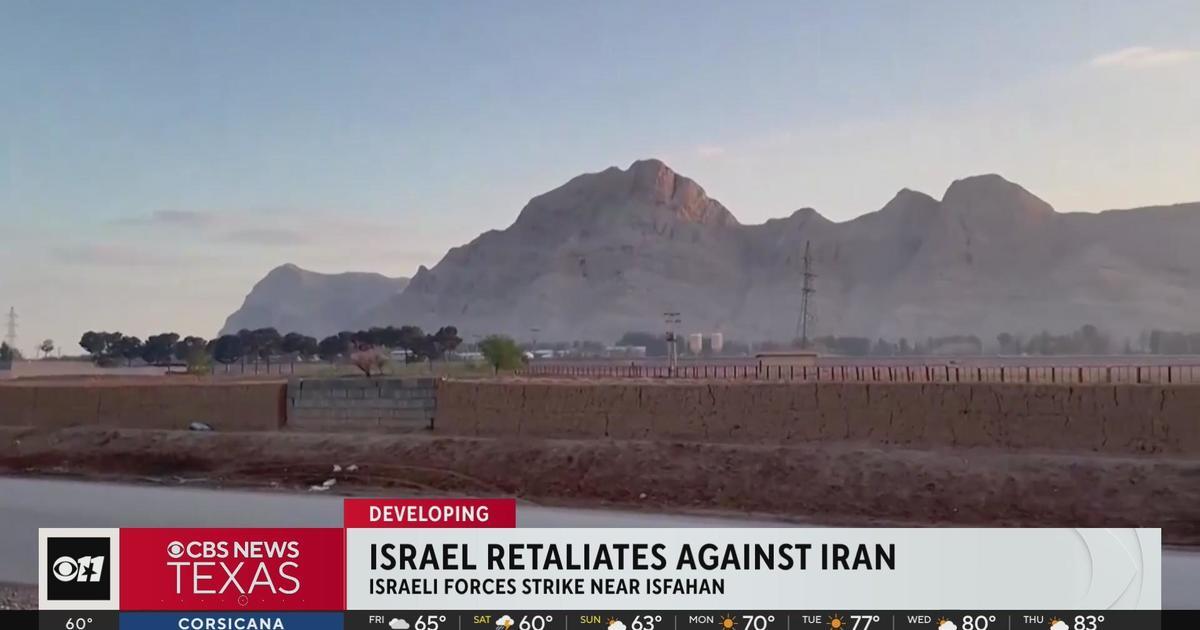 DEVELOPING
11
CBS NEWS
TEXAS
ISRAEL RETALIATES AGAINST IRAN
ISRAELI FORCES STRIKE NEAR ISFAHAN
60° CORSICANA FRI 65° SAT 60° SUN 63° MON 70° TUE 77° WED 80° THU 83°